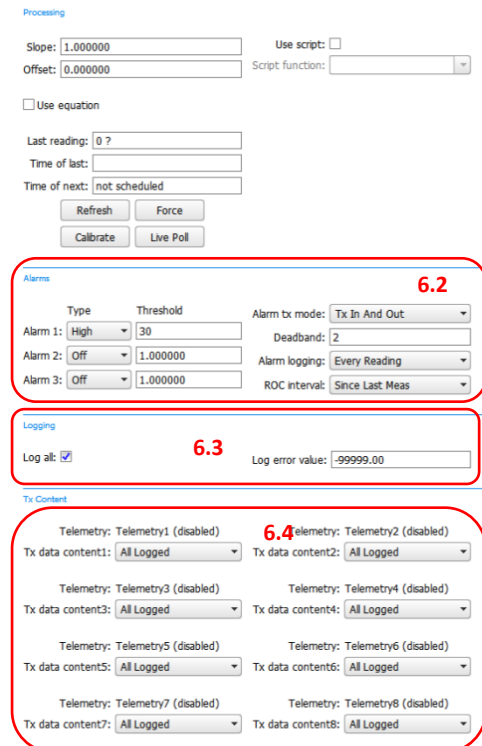 Processing
Slope: 1.000000 Use script:
Offset: 0.000000 Script function:
Use equation
Last reading: 0 ?
Time of last:
Time of next: not scheduled
Refresh Force
Calibrate Live Poll
Alarms 6.2
Type Threshold Alarm tx mode: Tx In And Out
Alarm 1: High 30 Deadband: 2
Alarm 2: Off 1.000000 Alarm logging: Every Reading
Alarm 3: Off 1.000000 ROC interval: Since Last Meas
Logging
Log all: 6.3 Log error value: -99999.00
Tx Content
Telemetry: Telemetry1 (disabled) 6.4 Telemetry: Telemetry2 (disabled)
Tx data content1: All Logged Tx data content2: All Logged
Telemetry: Telemetry3 (disabled) Telemetry: Telemetry4 (disabled)
Tx data content3: All Logged Tx data content4: All Logged
Telemetry: Telemetry5 (disabled) Telemetry: Telemetry6 (disabled)
Tx data content5: All Logged Tx data content6: All Logged
Telemetry: Telemetry7 (disabled) Telemetry: Telemetry8 (disabled)
Tx data content7: All Logged Tx data content8: All Logged